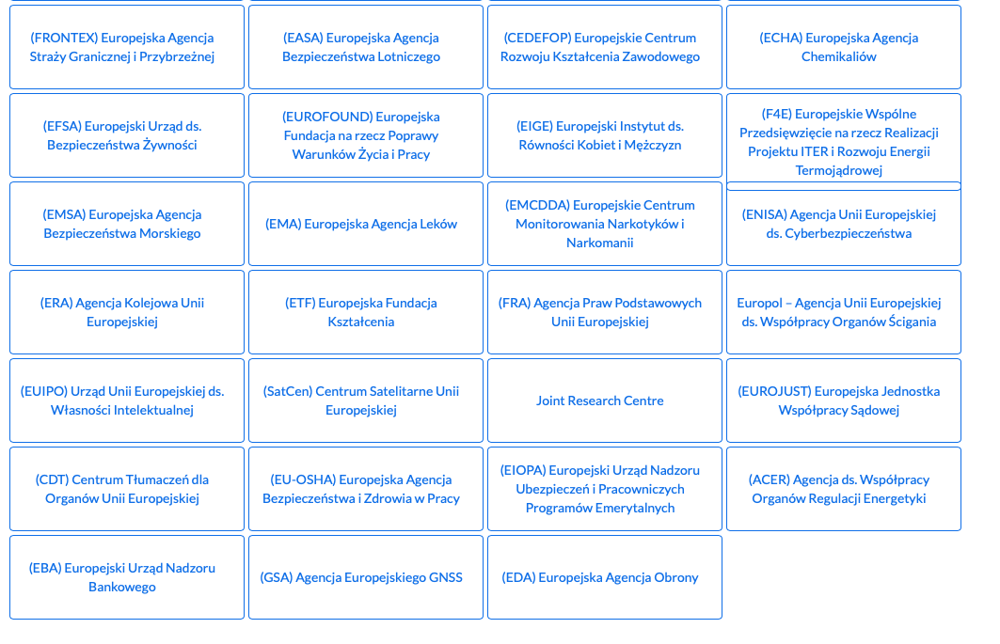 (FRONTEX) Europejska Agencja
Straży Granicznej i Przybrzeżnej
(EASA) Europejska Agencja
Bezpieczeństwa Lotniczego
(CEDEFOP) Europejskie Centrum
Rozwoju Kształcenia Zawodowego
(ECHA) Europejska Agencja
Chemikaliów
(EFSA) Europejski Urząd ds.
Bezpieczeństwa Żywności
(EUROFOUND) Europejska
Fundacja na rzecz Poprawy
Warunków Życia i Pracy
(EIGE) Europejski Instytut ds.
Równości Kobiet i Mężczyzn
(F4E) Europejskie Wspólne
Przedsięwzięcie na rzecz Realizacji
Projektu ITER i Rozwoju Energii
Termojądrowej
(EMSA) Europejska Agencja
Bezpieczeństwa Morskiego
(EMA) Europejska Agencja Leków
(EMCDDA) Europejskie Centrum
Monitorowania Narkotyków i
Narkomanii
(ENISA) Agencja Unii Europejskiej
ds. Cyberbezpieczeństwa
(ERA) Agencja Kolejowa Unii
Europejskiej
(ETF) Europejska Fundacja
Kształcenia
(FRA) Agencja Praw Podstawowych
Unii Europejskiej
Europol – Agencja Unii Europejskiej
ds. Współpracy Organów Ścigania
(EUIPO) Urząd Unii Europejskiej ds.
Własności Intelektualnej
(SatCen) Centrum Satelitarne Unii
Europejskiej
Joint Research Centre
(EUROJUST) Europejska Jednostka
Współpracy Sądowej
(CDT) Centrum Tłumaczeń dla
Organów Unii Europejskiej
(EU-OSHA) Europejska Agencja
Bezpieczeństwa i Zdrowia w Pracy
(EIOPA) Europejski Urząd Nadzoru
Ubezpieczeń i Pracowniczych
Programów Emerytalnych
(ACER) Agencja ds. Współpracy
Organów Regulacji Energetyki
(EBA) Europejski Urząd Nadzoru
Bankowego
(GSA) Agencja Europejskiego GNSS
(EDA) Europejska Agencja Obrony